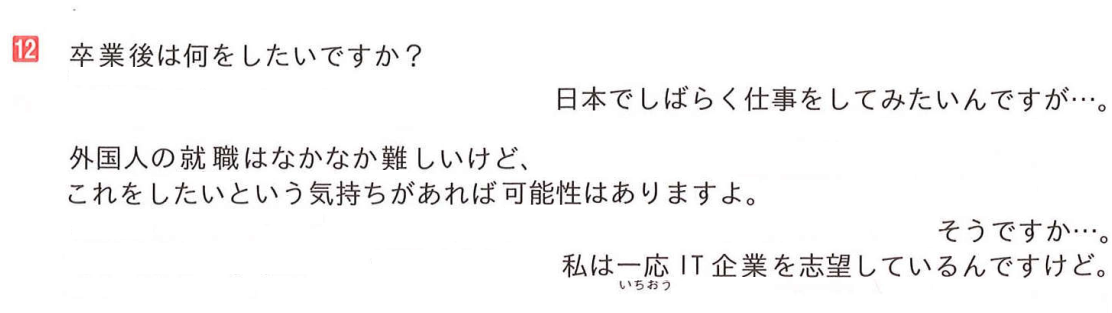 12 卒業後は何をしたいですか？
日本でしばらく仕事をしてみたいんですが…。
外国人の就職はなかなか難しいけど、
これをしたいという気持ちがあれば可能性はありますよ。
そうですか…。
私は一応IT企業を志望しているんですけど。
いちおう